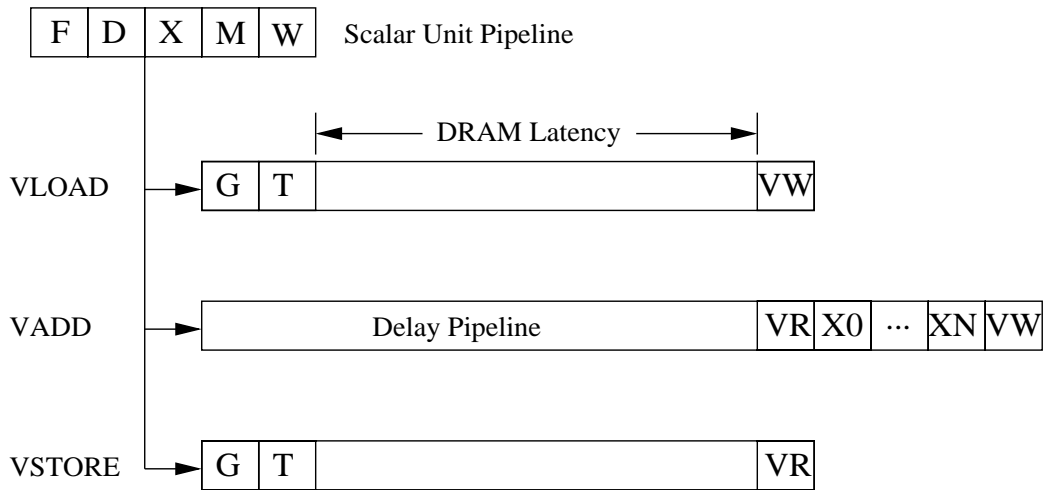 F D X M W Scalar Unit Pipeline
DRAM Latency
VLOAD G T VW
VADD Delay Pipeline VR X0 ... XN VW
VSTORE G T VR